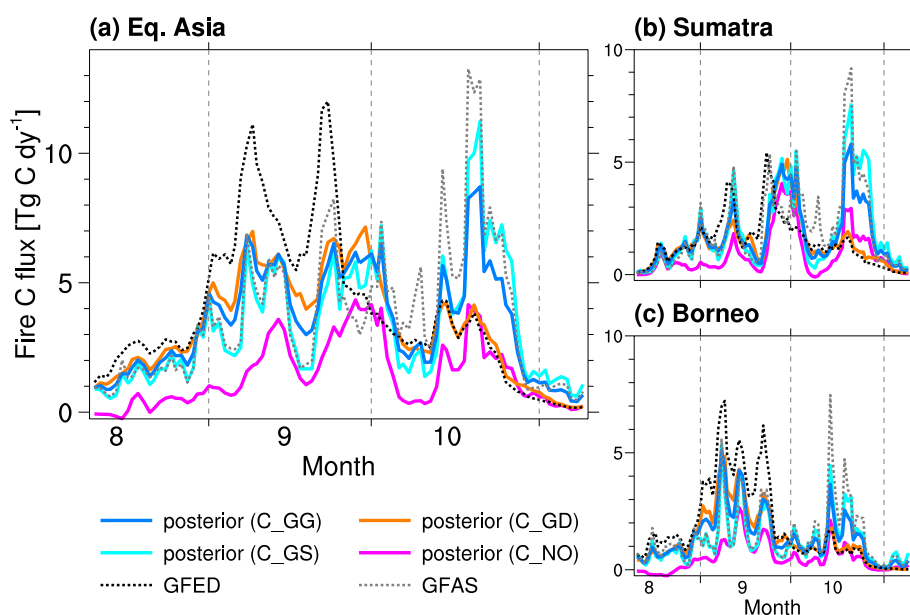 (a) Eq. Asia
Fire C flux [Tg C dy⁻¹]
10
5
0
8
9
10
Month
(b) Sumatra
10
5
0
(c) Borneo
10
5
0
8
9
10
Month
posterior (C_GG)
posterior (C_GD)
posterior (C_GS)
posterior (C_NO)
GFED
GFAS